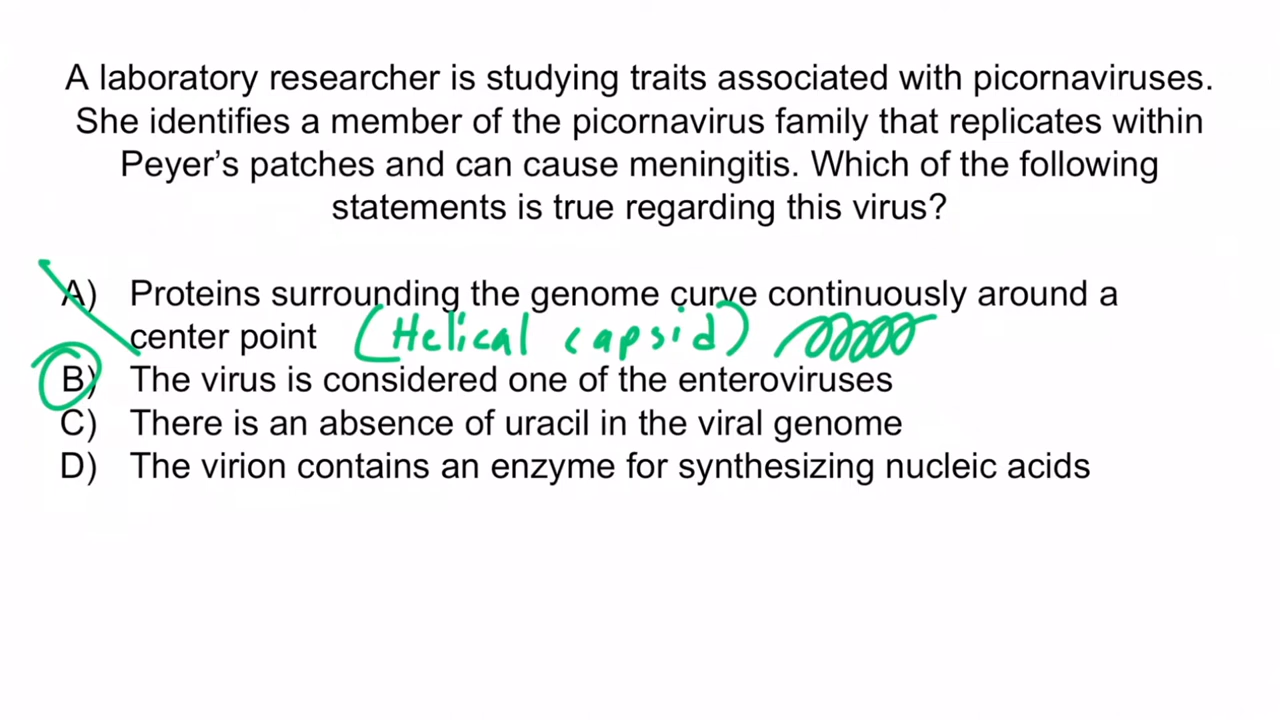 A laboratory researcher is studying traits associated with picornaviruses.
She identifies a member of the picornavirus family that replicates within
Peyer’s patches and can cause meningitis. Which of the following
statements is true regarding this virus?
A) Proteins surrounding the genome curve continuously around a
center point (Helical capsid)
B) The virus is considered one of the enteroviruses
C) There is an absence of uracil in the viral genome
D) The virion contains an enzyme for synthesizing nucleic acids